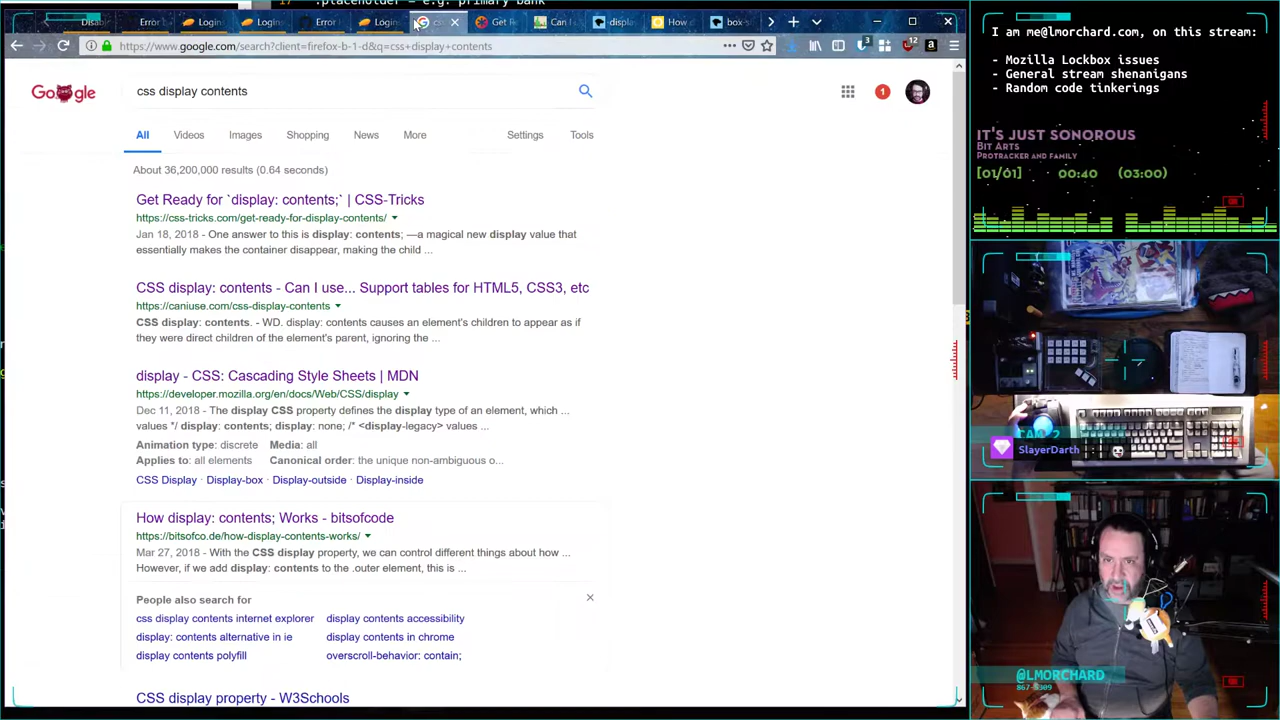 .placeholder = e.g. primary bank
Disabl
Error l
Logins
Logins
Error
Logins
Get Re
Can I
displa
How d
box-s
https://www.google.com/search?client=firefox-b-1-d&q=css+display+contents
3
12
css display contents
1
All
Videos
Images
Shopping
News
More
Settings
Tools
About 36,200,000 results (0.64 seconds)
Get Ready for `display: contents;` | CSS-Tricks
https://css-tricks.com/get-ready-for-display-contents/
Jan 18, 2018 - One answer to this is display: contents; —a magical new display value that
essentially makes the container disappear, making the child ...
CSS display: contents - Can I use... Support tables for HTML5, CSS3, etc
https://caniuse.com/css-display-contents
CSS display: contents. - WD. display: contents causes an element's children to appear as if
they were direct children of the element's parent, ignoring the ...
display - CSS: Cascading Style Sheets | MDN
https://developer.mozilla.org/en/docs/Web/CSS/display
Dec 11, 2018 - The display CSS property defines the display type of an element, which ...
values */ display: contents; display: none; /* <display-legacy> values ...
Animation type: discrete Media: all
Applies to: all elements Canonical order: the unique non-ambiguous o...
CSS Display · Display-box · Display-outside · Display-inside
How display: contents; Works - bitsofcode
https://bitsofco.de/how-display-contents-works/
Mar 27, 2018 - With the CSS display property, we can control different things about how ...
However, if we add display: contents to the .outer element, this is ...
People also search for
css display contents internet explorer
display contents accessibility
display: contents alternative in ie
display contents in chrome
display contents polyfill
overscroll-behavior: contain;
CSS display property - W3Schools
I am me@lmorchard.com, on this stream:
- Mozilla Lockbox issues
- General stream shenanigans
- Random code tinkerings
IT'S JUST SONOROUS
Bit Arts
Protracker and family
[01/01] 00:40 (03:00)
CAM 2
SlayerDarth
@LMORCHARD
867-5309